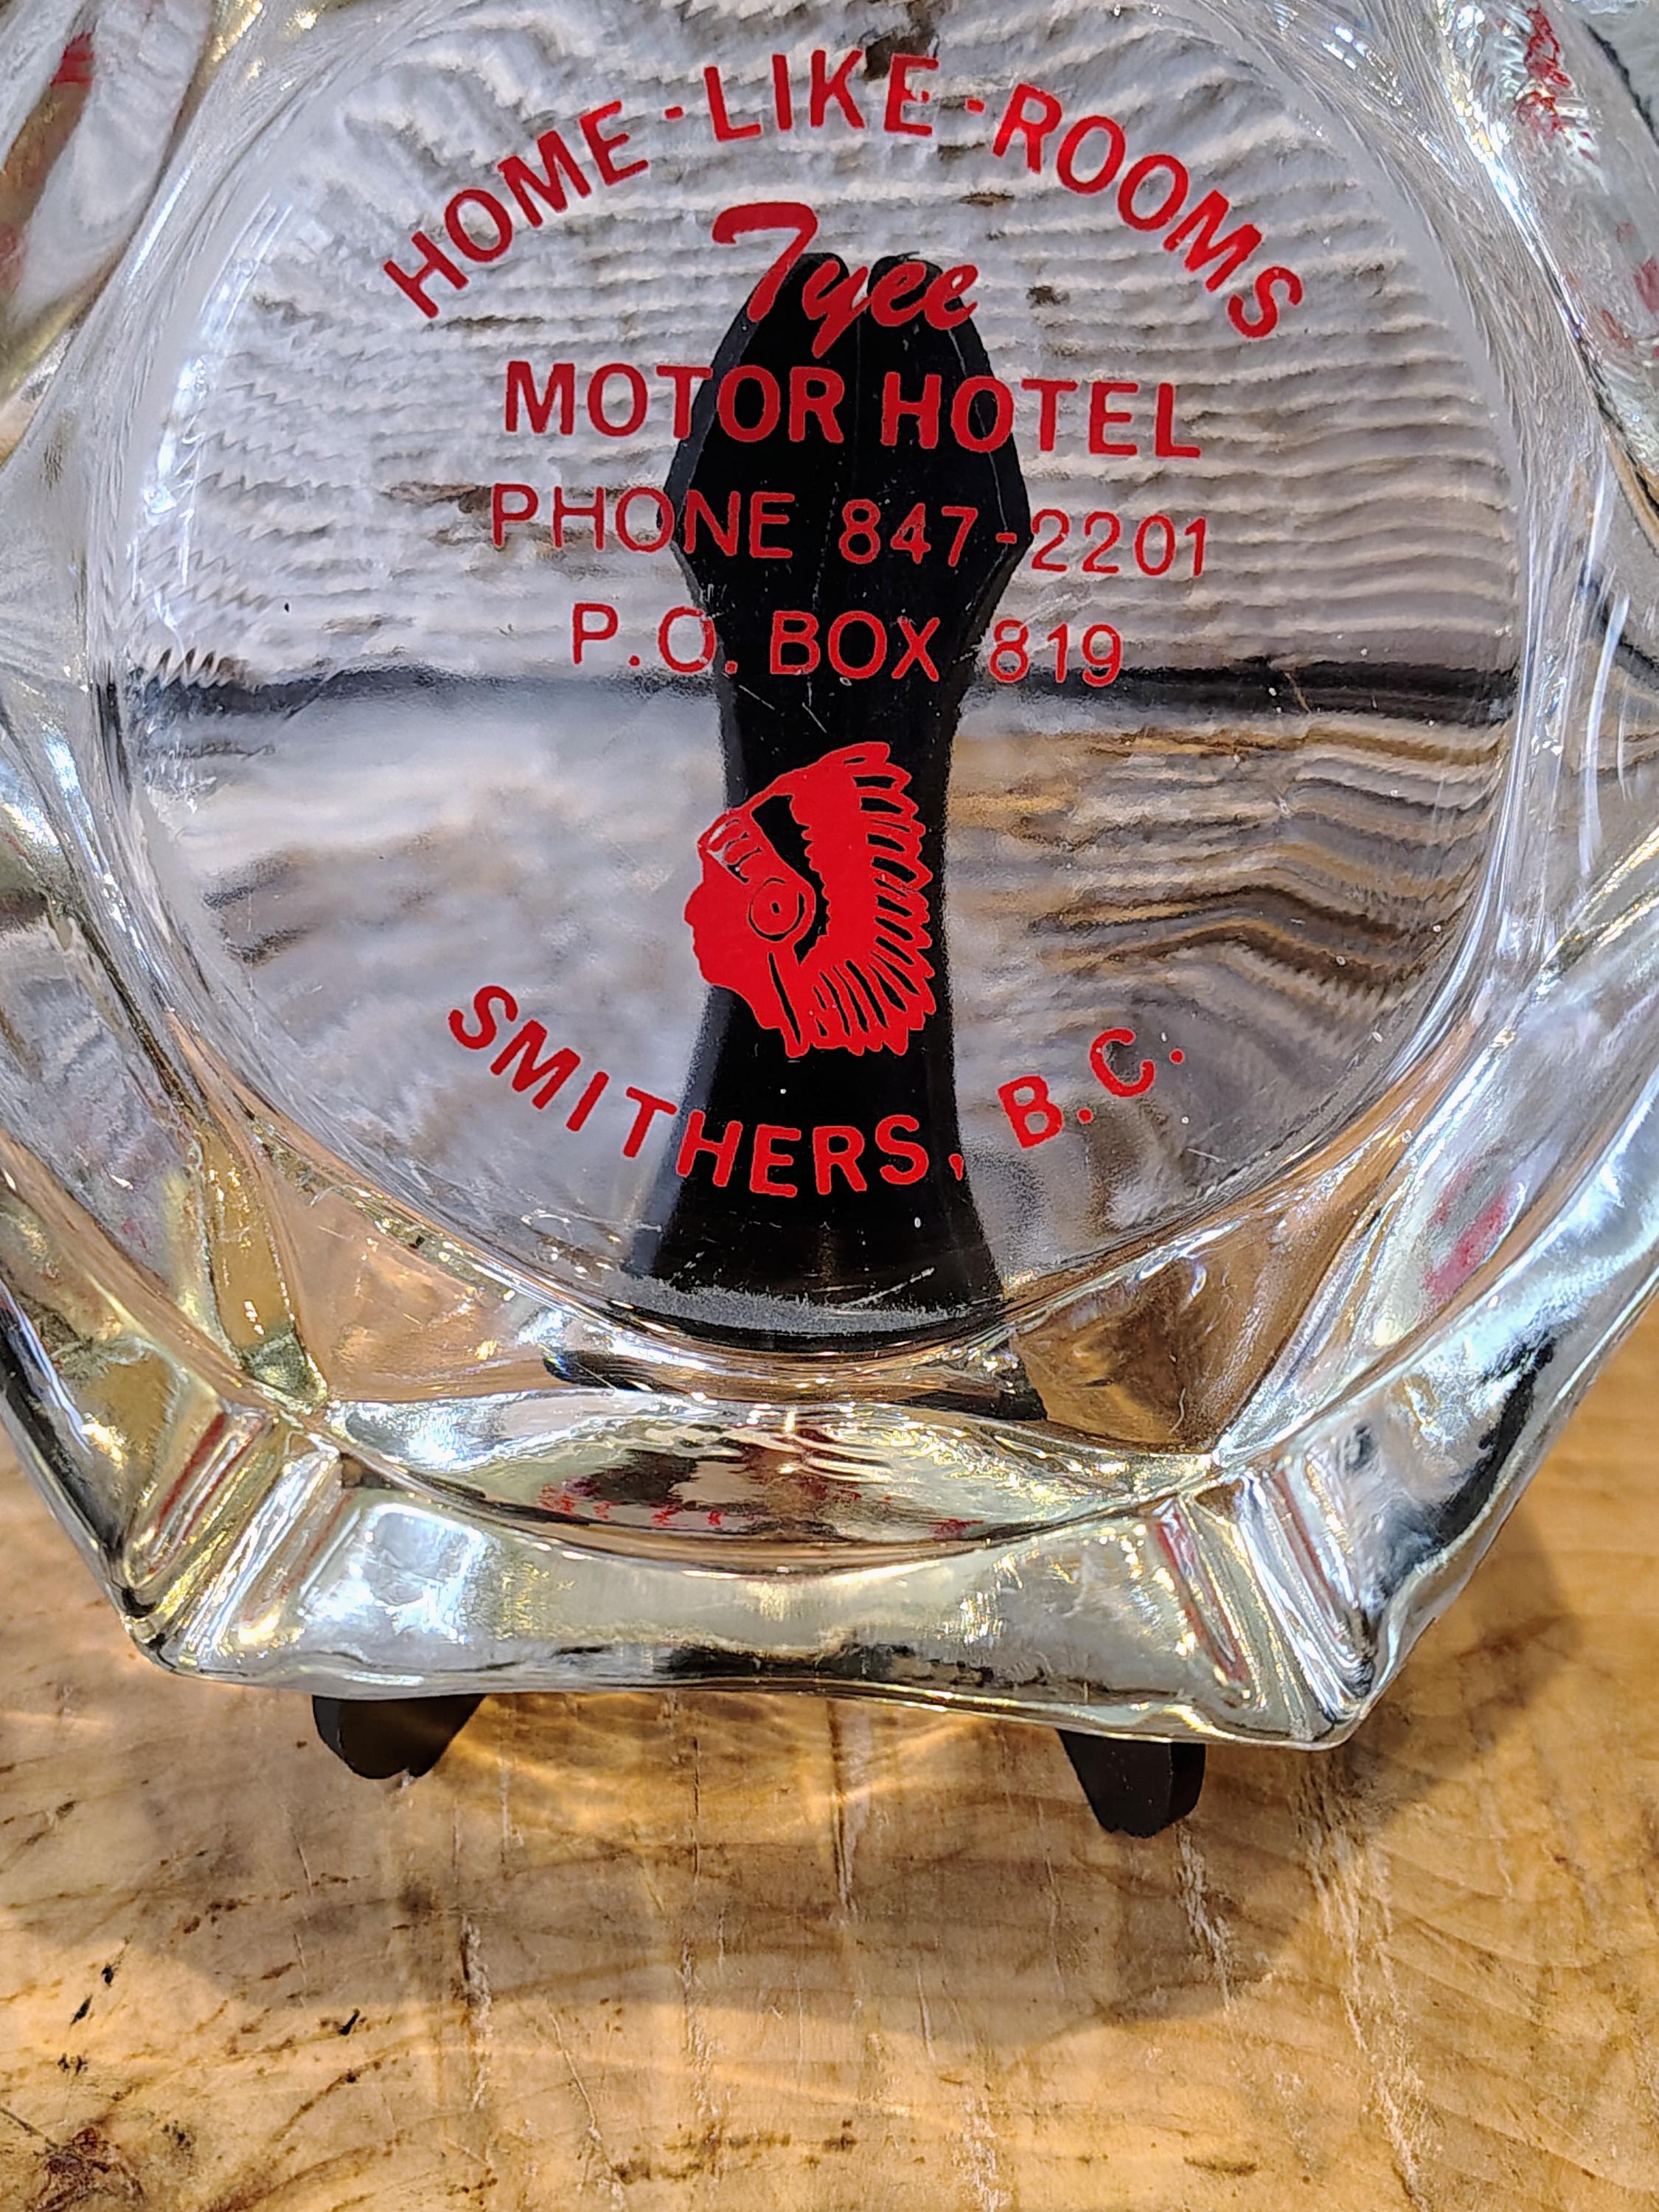 HOME-LIKE-ROOMS
Tyee
MOTOR HOTEL
PHONE 847-2201
P.O. BOX 819
SMITHERS, B.C.